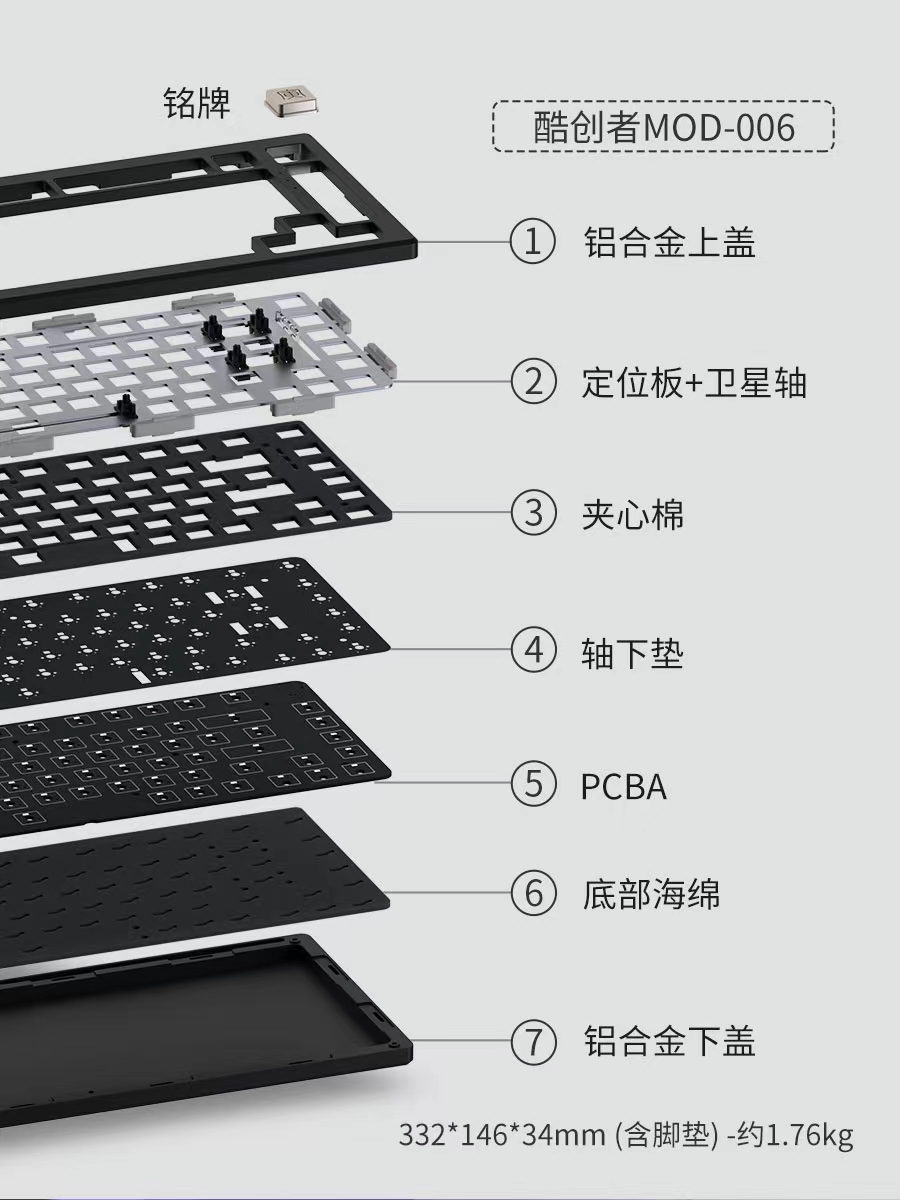 铭牌
酷创者MOD-006
① 铝合金上盖
② 定位板+卫星轴
③ 夹心棉
④ 轴下垫
⑤ PCBA
⑥ 底部海绵
⑦ 铝合金下盖
332*146*34mm (含脚垫) -约1.76kg